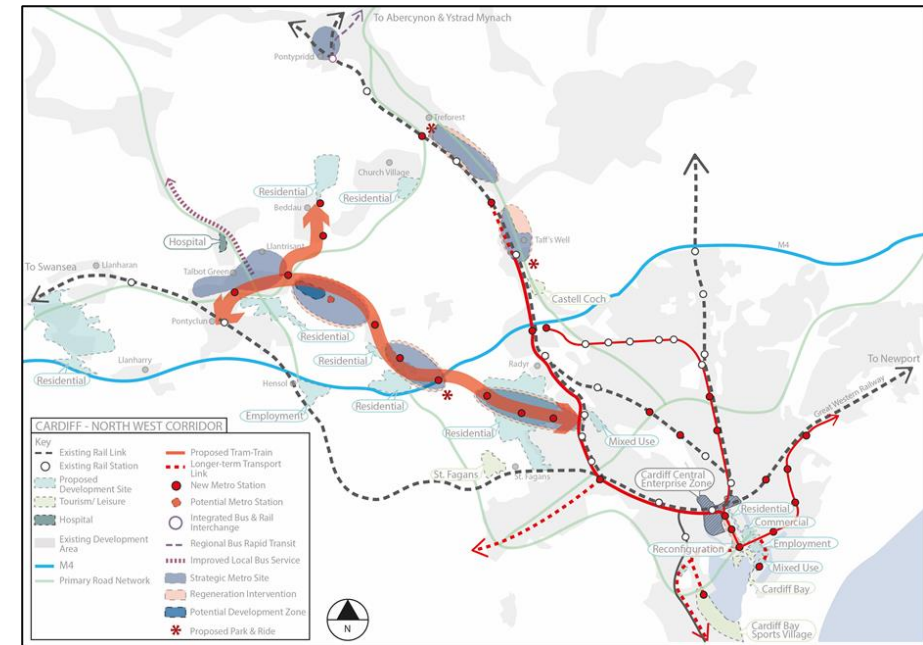 To Abercynon & Ystrad Mynach
Pontypridd
Treforest
Church Village
Residential
Residential
Beddau
Hospital
Llantrisant
Taff's Well
M4
To Swansea
Llanharan
Talbot Green
Castell Coch
Pontyclun
Residential
To Newport
Residential
Radyr
Great Western Railway
Residential
Llanharry
Hensol
Residential
Employment
Mixed Use
Residential
CARDIFF - NORTH WEST CORRIDOR
Key
Existing Rail Link
Existing Rail Station
Proposed
Development Site
Tourism/ Leisure
Hospital
Existing Development
Area
M4
Primary Road Network
Proposed Tram-Train
Longer-term Transport
Link
New Metro Station
Potential Metro Station
Integrated Bus & Rail
Interchange
Regional Bus Rapid Transit
Improved Local Bus Service
Strategic Metro Site
Regeneration Intervention
Potential Development Zone
Proposed Park & Ride
N
St. Fagans
St. Fagans
Cardiff Central
Enterprise Zone
Residential
Commercial
Reconfiguration
Employment
Mixed Use
Cardiff Bay
Cardiff Bay
Sports Village